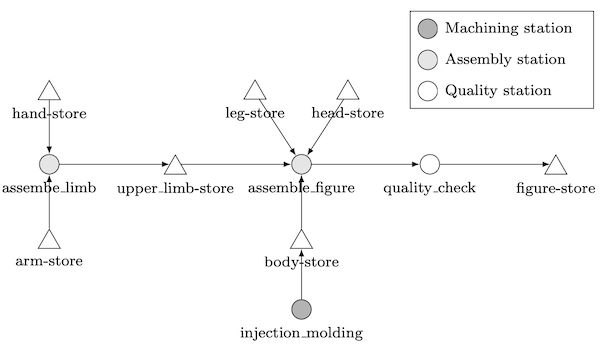 Machining station
Assembly station
Quality station
hand-store
leg-store
head-store
assembe_limb
upper_limb-store
assemble_figure
quality_check
figure-store
arm-store
body-store
injection_molding